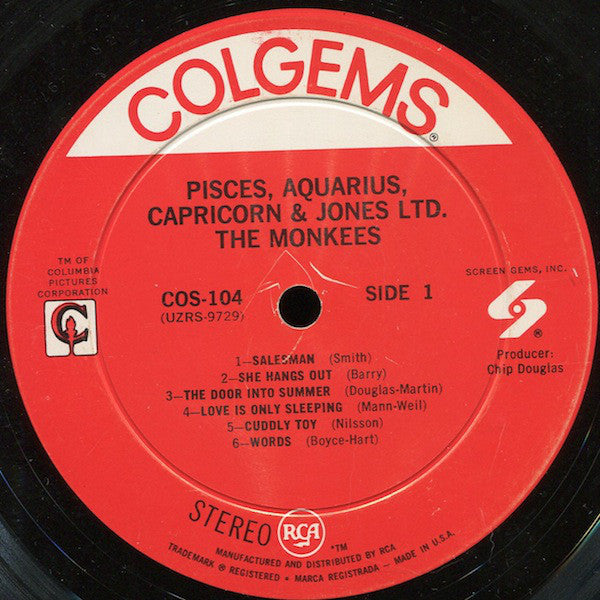 COLGEMS®
PISCES, AQUARIUS,
CAPRICORN & JONES LTD.
THE MONKEES
TM OF
COLUMBIA
PICTURES
CORPORATION
C
COS-104
(UZRS-9729)
SIDE 1
SCREEN GEMS, INC.
®
Producer:
Chip Douglas
1—SALESMAN (Smith)
2—SHE HANGS OUT (Barry)
3—THE DOOR INTO SUMMER (Douglas-Martin)
4—LOVE IS ONLY SLEEPING (Mann-Weil)
5—CUDDLY TOY (Nilsson)
6—WORDS (Boyce-Hart)
STEREO
RCA
™
MANUFACTURED AND DISTRIBUTED BY RCA
TRADEMARK ® REGISTERED • MARCA REGISTRADA • MADE IN U.S.A.